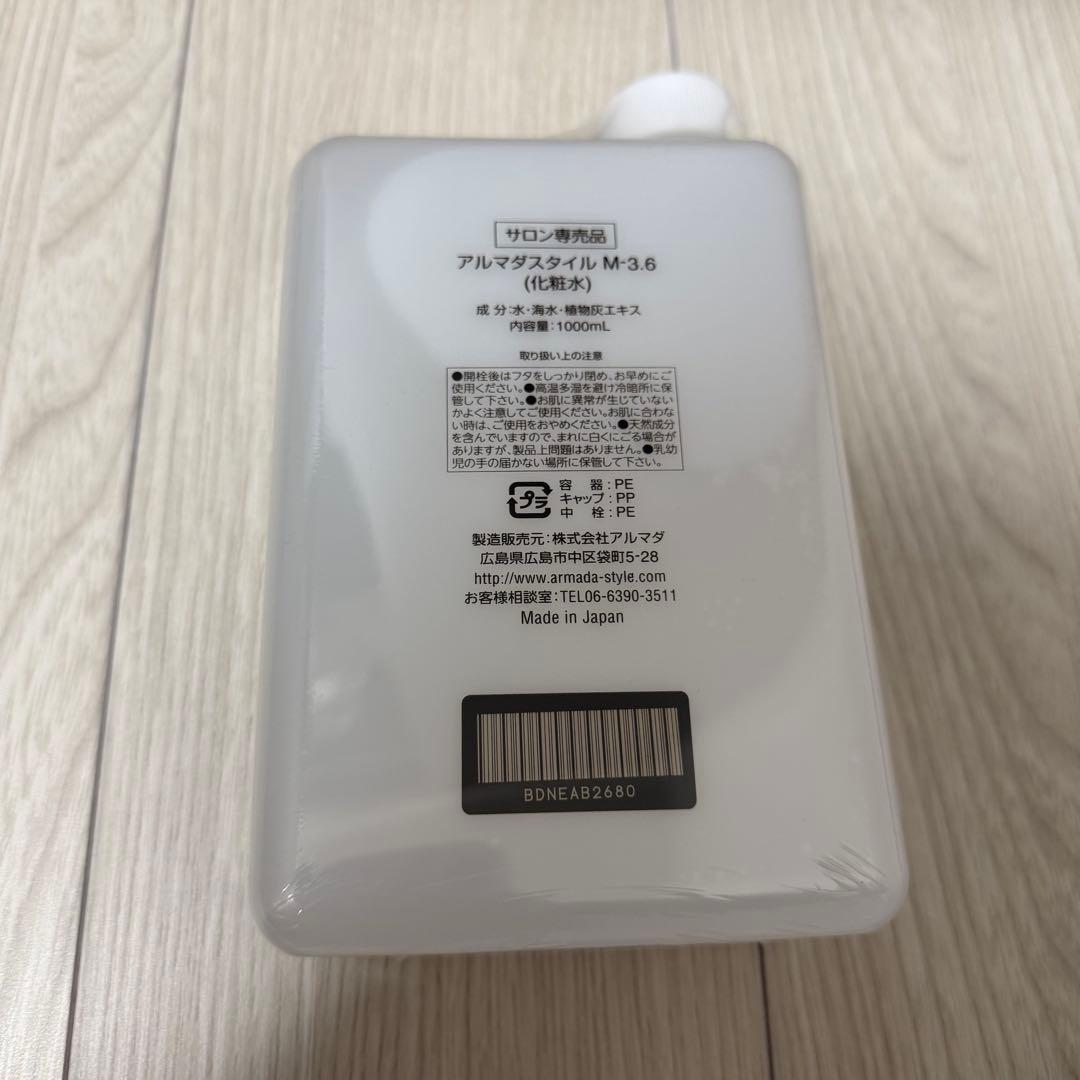 サロン専売品
アルマダスタイル M-3.6
(化粧水)
成 分:水・海水・植物灰エキス
内容量:1000mL
取り扱い上の注意
●開栓後はフタをしっかり閉め、お早めにご
使用ください。●高温多湿を避け冷暗所に保
管して下さい。●お肌に異常が生じていない
かよく注意してご使用ください。お肌に合わな
い時は、ご使用をおやめください。●天然成分
を含んでいますので、まれに白くにごる場合が
ありますが、製品上問題はありません。●乳幼
児の手の届かない場所に保管して下さい。
プラ
容 器:PE
キャップ:PP
中 栓:PE
製造販売元:株式会社アルマダ
広島県広島市中区袋町5-28
http://www.armada-style.com
お客様相談室:TEL06-6390-3511
Made in Japan
BDNEAB2680